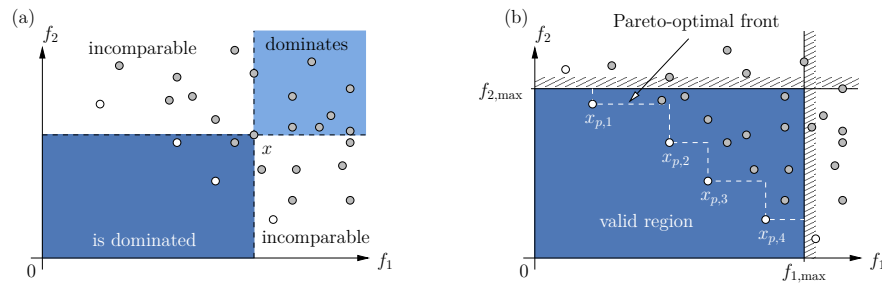 (a)
f₂
incomparable
dominates
x
is dominated
incomparable
0
f₁
(b)
f₂
Pareto-optimal front
f₂,max
xₚ,₁
xₚ,₂
xₚ,₃
valid region
xₚ,₄
0
f₁,max
f₁